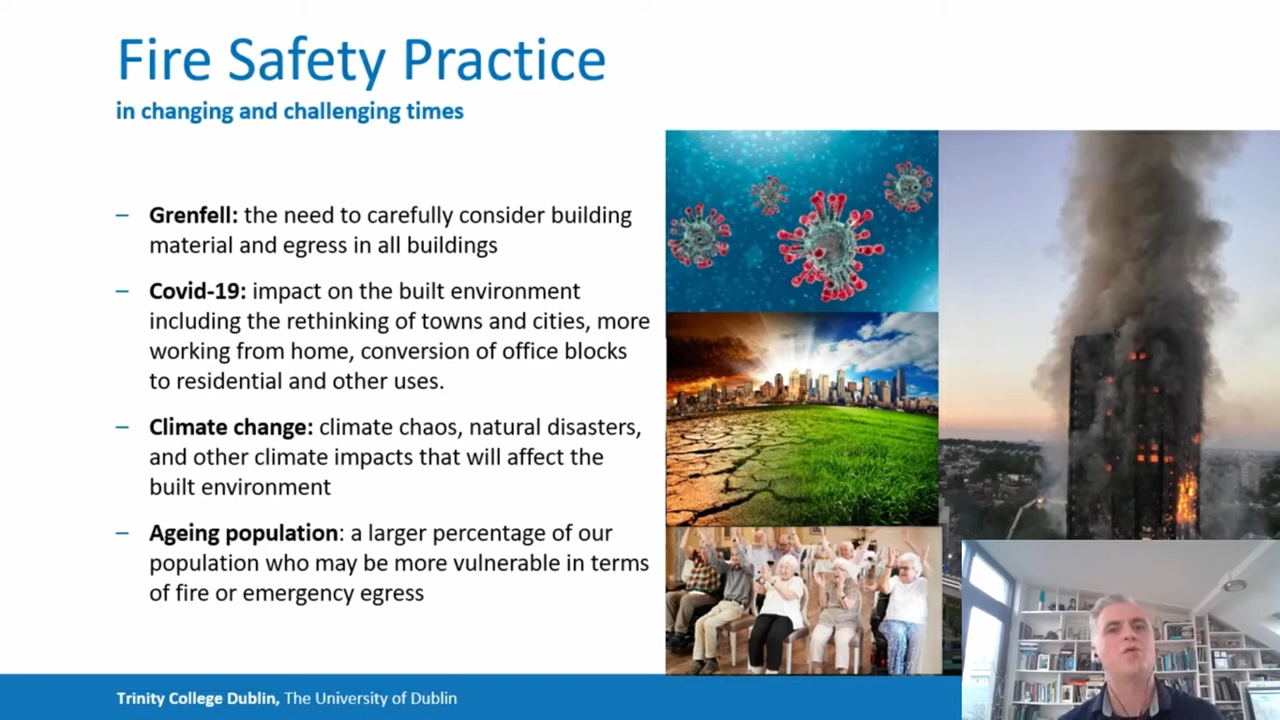 Fire Safety Practice
in changing and challenging times
– Grenfell: the need to carefully consider building
material and egress in all buildings
– Covid-19: impact on the built environment
including the rethinking of towns and cities, more
working from home, conversion of office blocks
to residential and other uses.
– Climate change: climate chaos, natural disasters,
and other climate impacts that will affect the
built environment
– Ageing population: a larger percentage of our
population who may be more vulnerable in terms
of fire or emergency egress
Trinity College Dublin, The University of Dublin